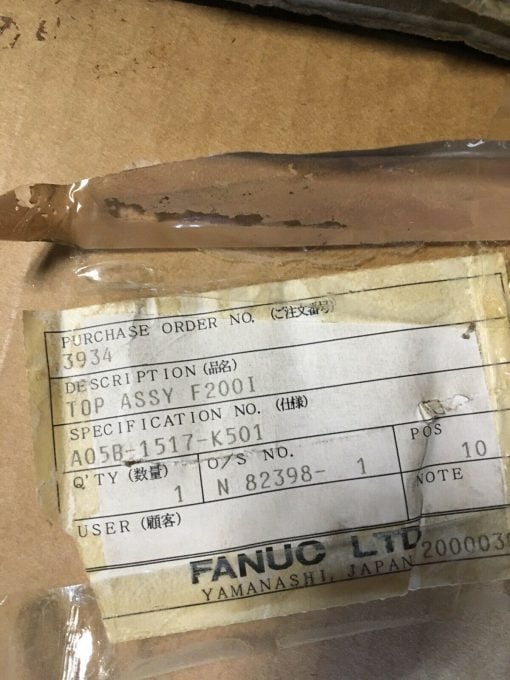 PURCHASE ORDER NO. (ご注文番号)
3934
DESCRIPTION (品名)
TOP ASSY F200I
SPECIFICATION NO. (仕様)
A05B-1517-K501
Q'TY (数量)
1
O/S NO.
N 82398- 1
POS
10
USER (顧客)
NOTE
FANUC LTD
YAMANASHI, JAPAN